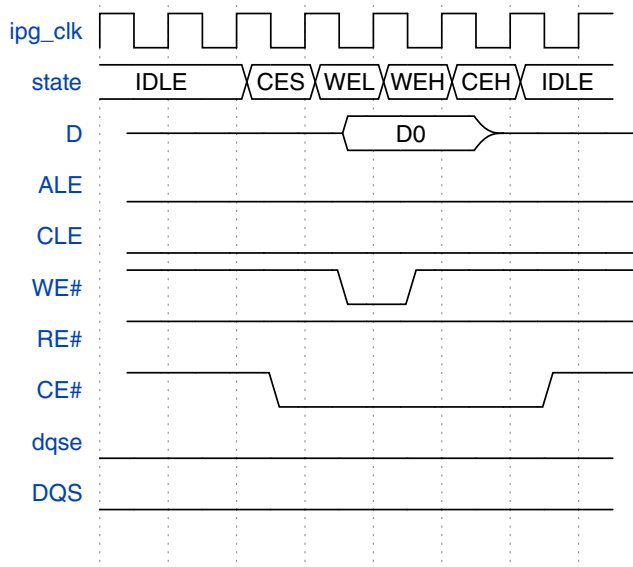 ipg_clk
state IDLE CES WEL WEH CEH IDLE
D D0
ALE
CLE
WE#
RE#
CE#
dqse
DQS